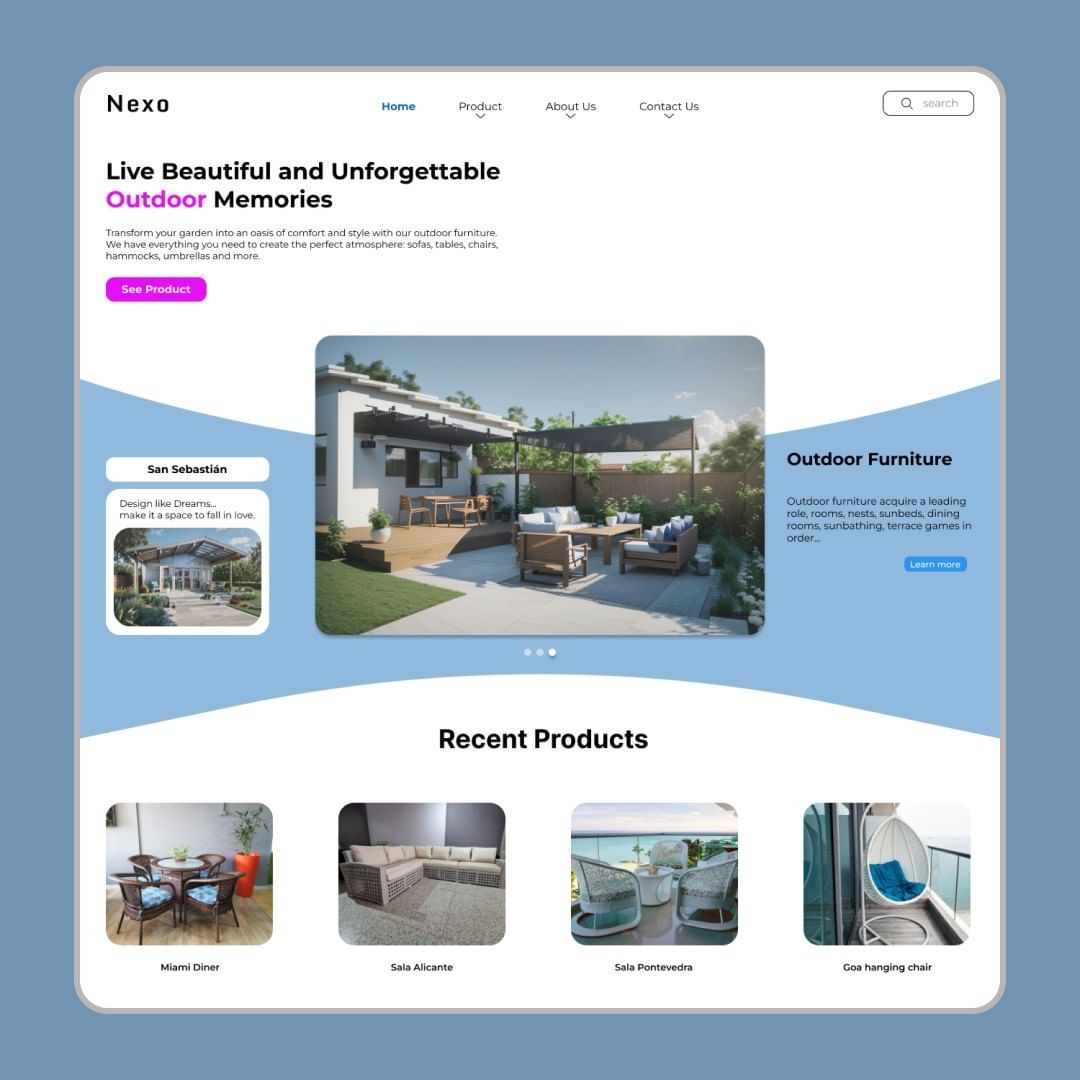 Nexo
Home
Product
About Us
Contact Us
search
Live Beautiful and Unforgettable
Outdoor Memories
Transform your garden into an oasis of comfort and style with our outdoor furniture.
We have everything you need to create the perfect atmosphere: sofas, tables, chairs,
hammocks, umbrellas and more.
See Product
San Sebastián
Design like Dreams...
make it a space to fall in love.
Outdoor Furniture
Outdoor furniture acquire a leading
role, rooms, nests, sunbeds, dining
rooms, sunbathing, terrace games in
order...
Learn more
Recent Products
Miami Diner
Sala Alicante
Sala Pontevedra
Goa hanging chair